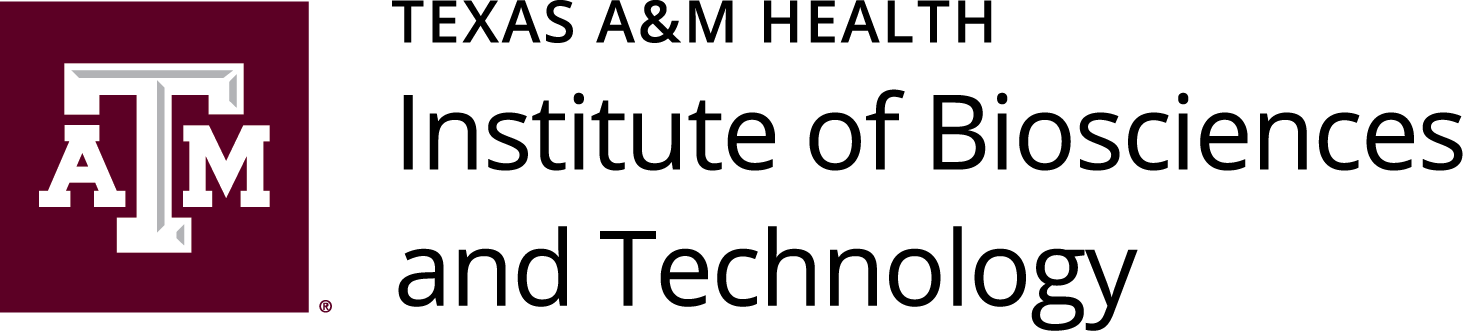 ATM
®
TEXAS A&M HEALTH
Institute of Biosciences
and Technology